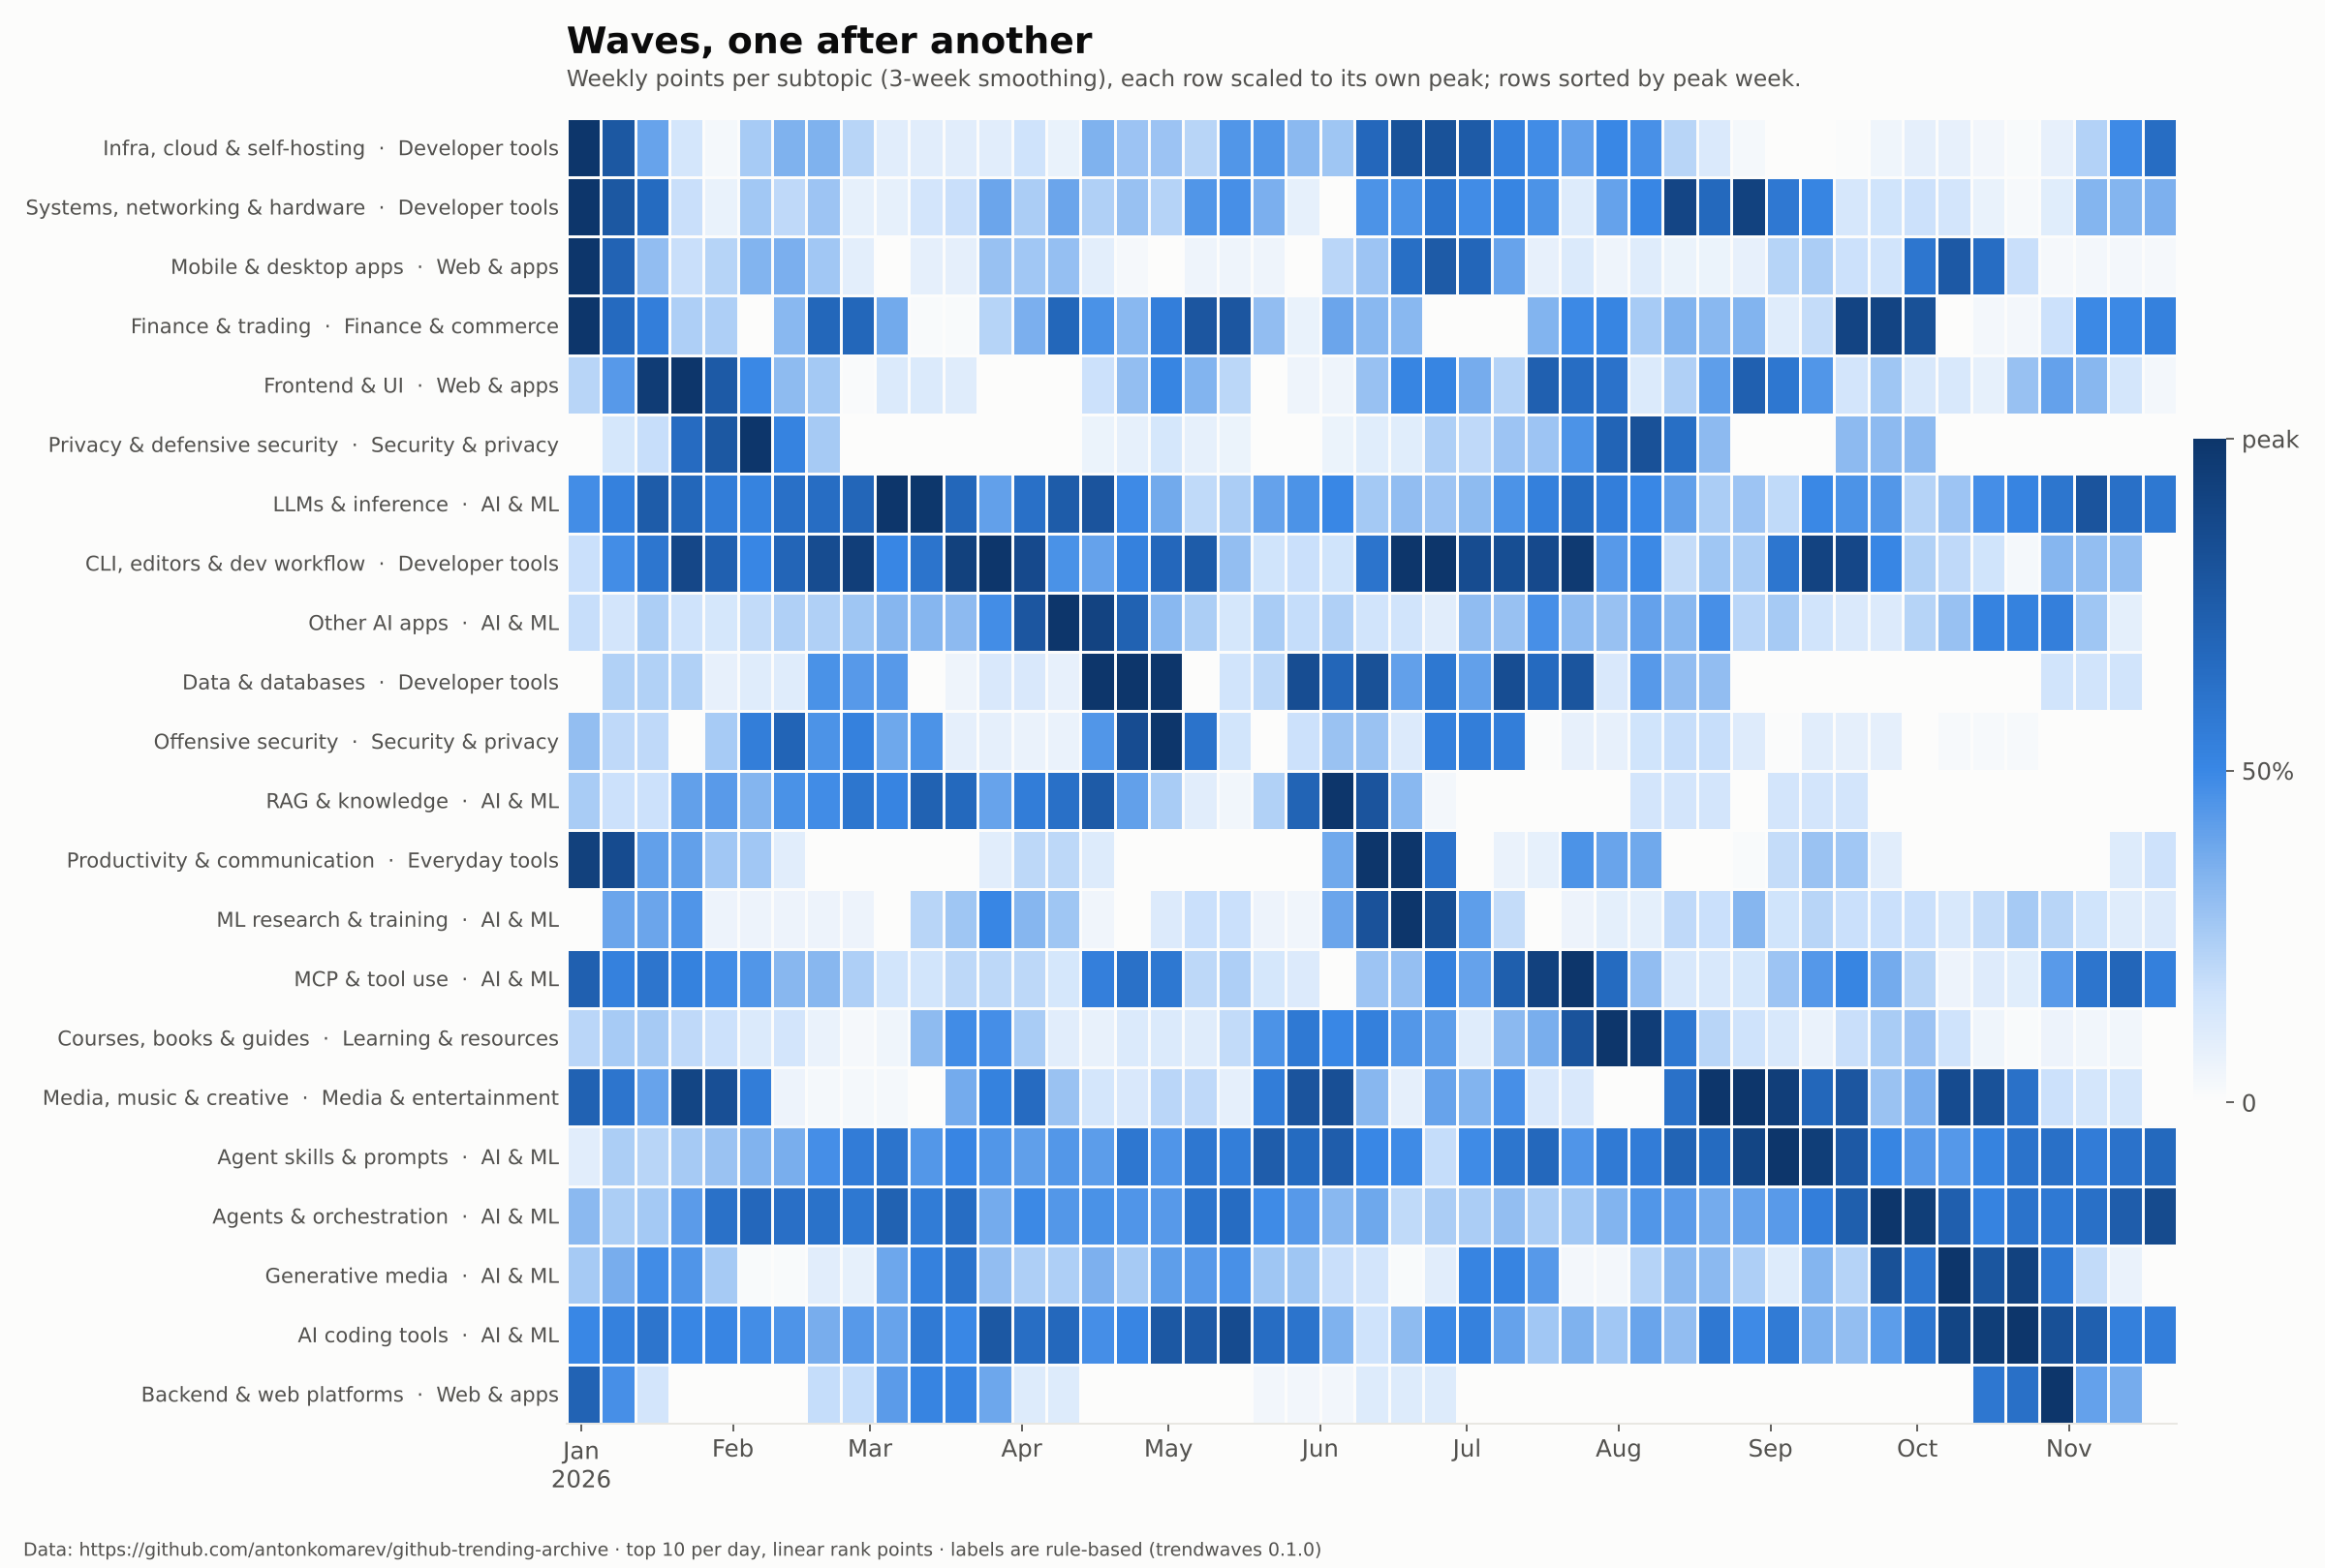 Waves, one after another
Weekly points per subtopic (3-week smoothing), each row scaled to its own peak; rows sorted by peak week.
Infra, cloud & self-hosting · Developer tools
Systems, networking & hardware · Developer tools
Mobile & desktop apps · Web & apps
Finance & trading · Finance & commerce
Frontend & UI · Web & apps
Privacy & defensive security · Security & privacy
LLMs & inference · AI & ML
CLI, editors & dev workflow · Developer tools
Other AI apps · AI & ML
Data & databases · Developer tools
Offensive security · Security & privacy
RAG & knowledge · AI & ML
Productivity & communication · Everyday tools
ML research & training · AI & ML
MCP & tool use · AI & ML
Courses, books & guides · Learning & resources
Media, music & creative · Media & entertainment
Agent skills & prompts · AI & ML
Agents & orchestration · AI & ML
Generative media · AI & ML
AI coding tools · AI & ML
Backend & web platforms · Web & apps
peak
50%
0
Jan Feb Mar Apr May Jun Jul Aug Sep Oct Nov
2026
Data: https://github.com/antonkomarev/github-trending-archive · top 10 per day, linear rank points · labels are rule-based (trendwaves 0.1.0)